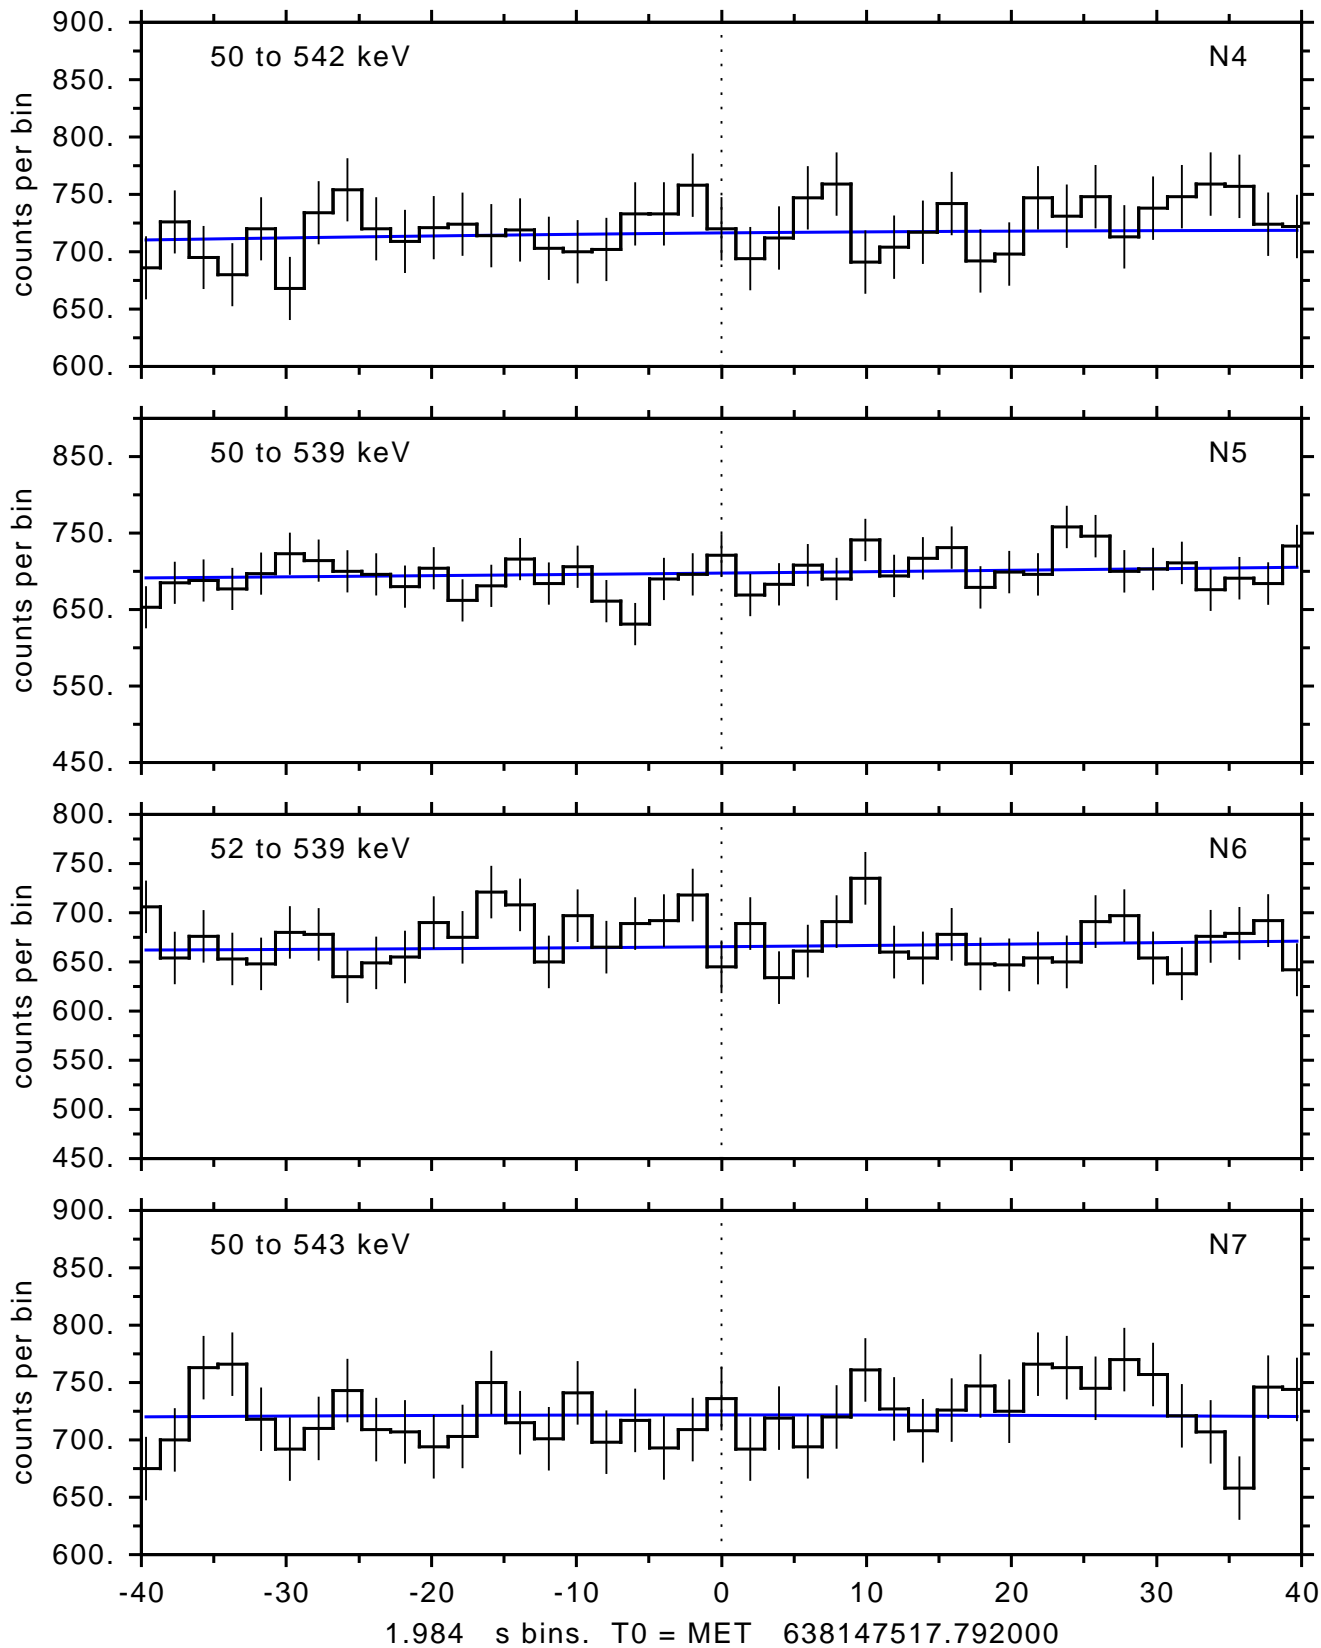 900.
50 to 542 keV N4
850.
800.
750.
700.
650.
600.
counts per bin
50 to 539 keV N5
850.
750.
650.
550.
450.
counts per bin
800.
52 to 539 keV N6
750.
700.
650.
600.
550.
500.
450.
counts per bin
900.
50 to 543 keV N7
850.
800.
750.
700.
650.
600.
counts per bin
-40 -30 -20 -10 0 10 20 30 40
1.984 s bins. T0 = MET 638147517.792000